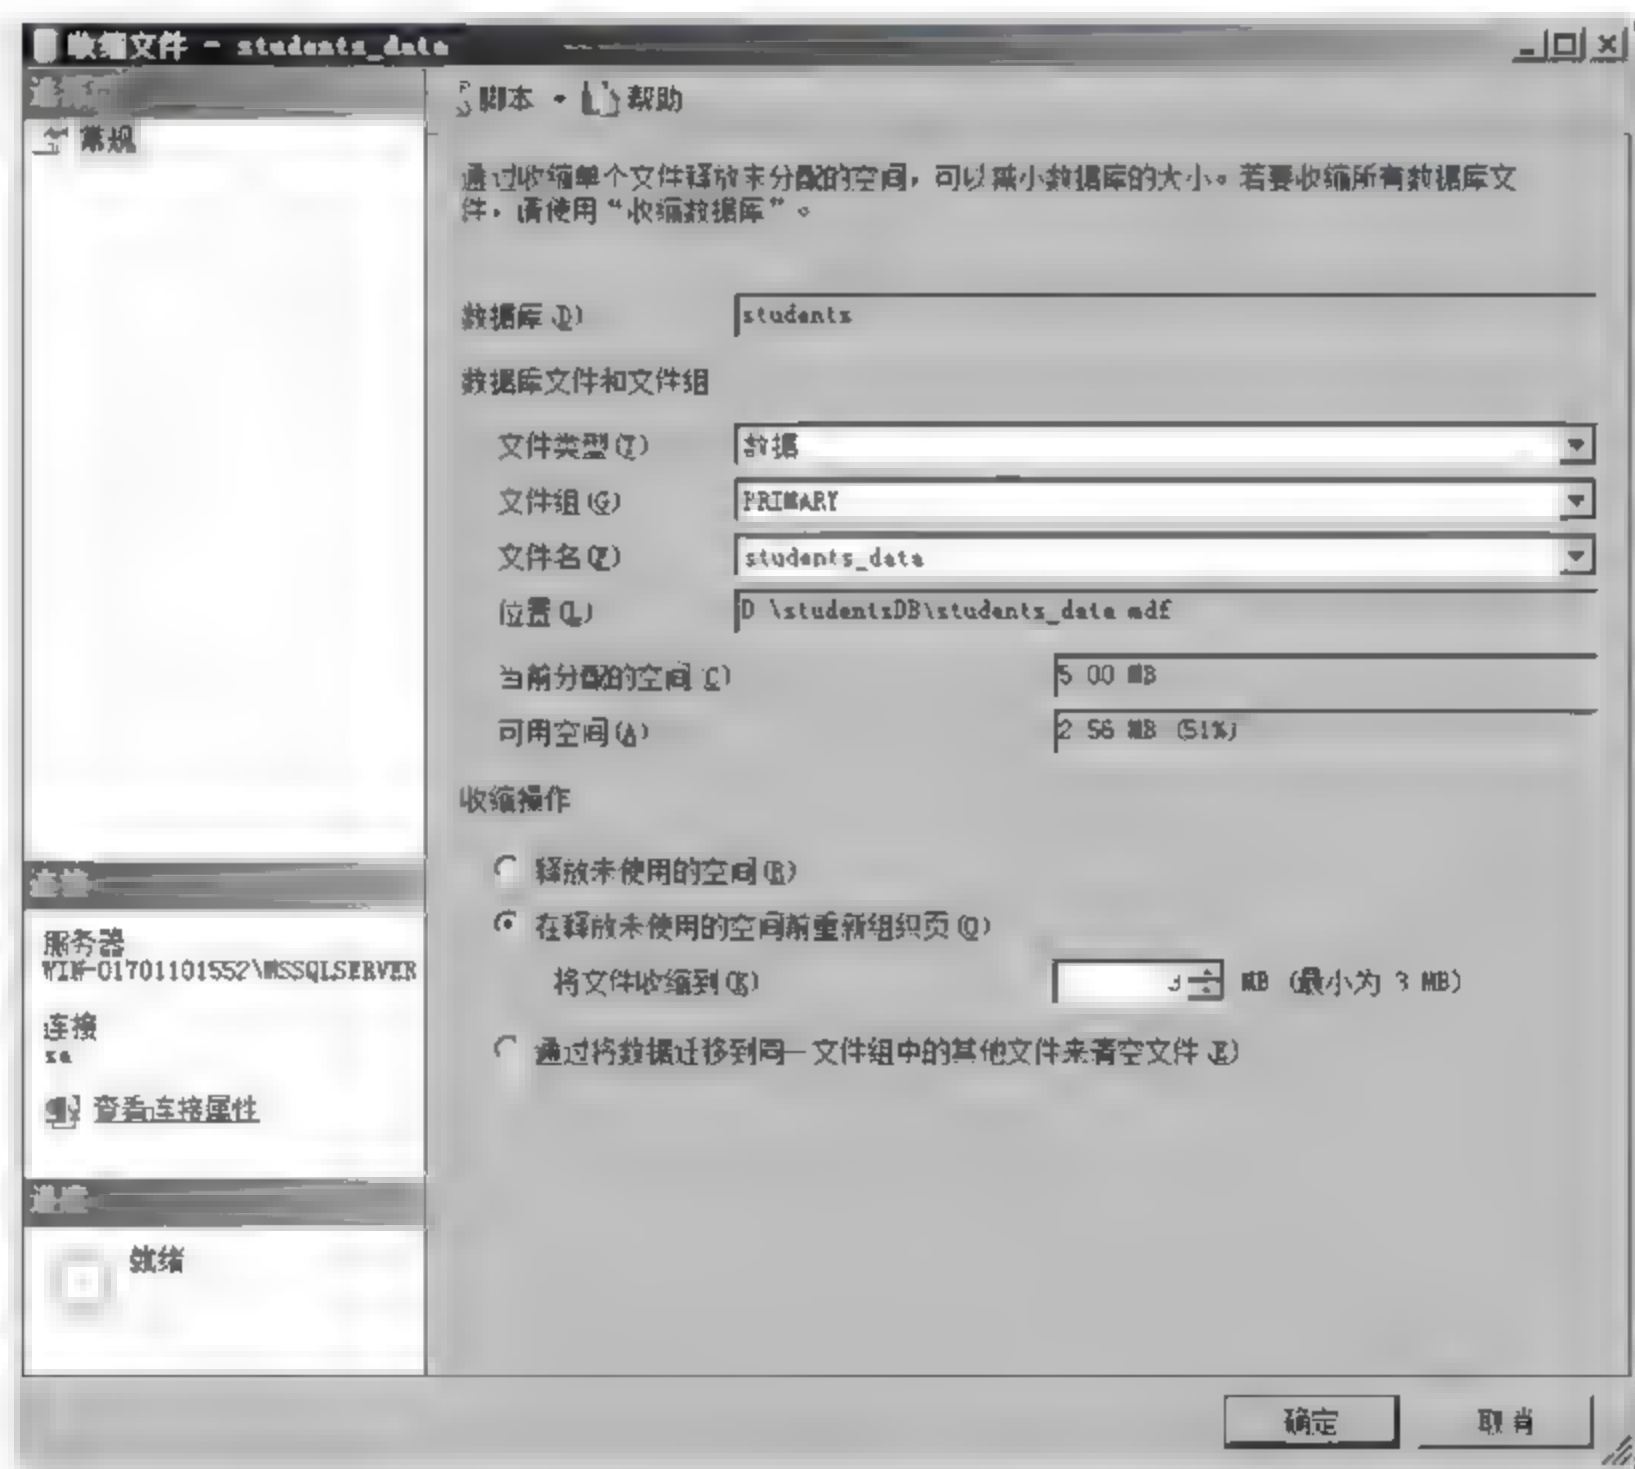 收缩文件 - students_data
脚本 帮助
常规
通过收缩单个文件释放未分配的空间，可以减小数据库的大小。若要收缩所有数据库文
件，请使用“收缩数据库”。
数据库(D) students
数据库文件和文件组
文件类型(T) 数据
文件组(G) PRIMARY
文件名(F) students_data
位置(L) D \studentsDB\students_data mdf
当前分配的空间(C) 5 00 MB
可用空间(A) 2 56 MB (51%)
收缩操作
释放未使用的空间(R)
在释放未使用的空间前重新组织页(O)
将文件收缩到(K) 3 MB (最小为 3 MB)
通过将数据迁移到同一文件组中的其他文件来清空文件(E)
连接
服务器
WIN-01701101552\MSSQLSERVER
连接
sa
查看连接属性
进度
就绪
确定 取消